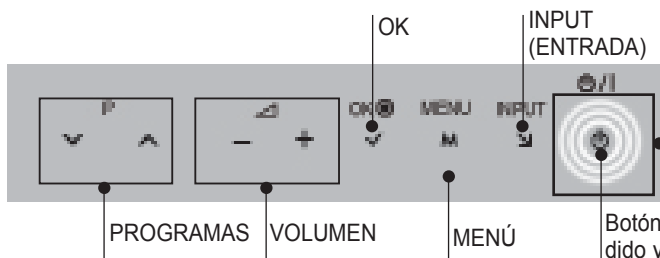 OK
INPUT
(ENTRADA)
P
OK MENU INPUT
PROGRAMAS VOLUMEN MENÚ
Botón
dido y